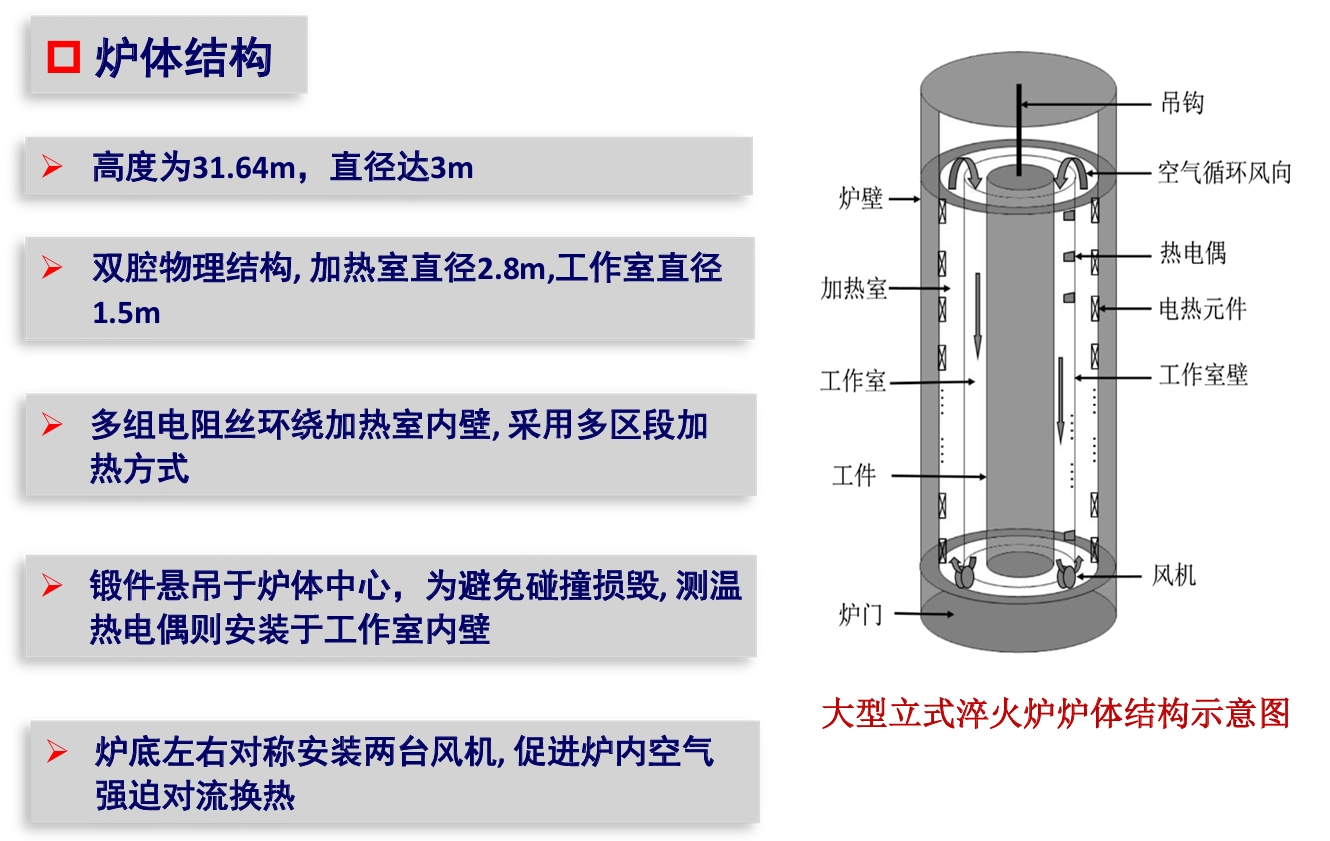 炉体结构
高度为31.64m，直径达3m
双腔物理结构, 加热室直径2.8m,工作室直径
1.5m
多组电阻丝环绕加热室内壁, 采用多区段加
热方式
锻件悬吊于炉体中心，为避免碰撞损毁, 测温
热电偶则安装于工作室内壁
炉底左右对称安装两台风机, 促进炉内空气
强迫对流换热
吊钩
空气循环风向
炉壁
热电偶
加热室
电热元件
工作室
工作室壁
工件
风机
炉门
大型立式淬火炉炉体结构示意图